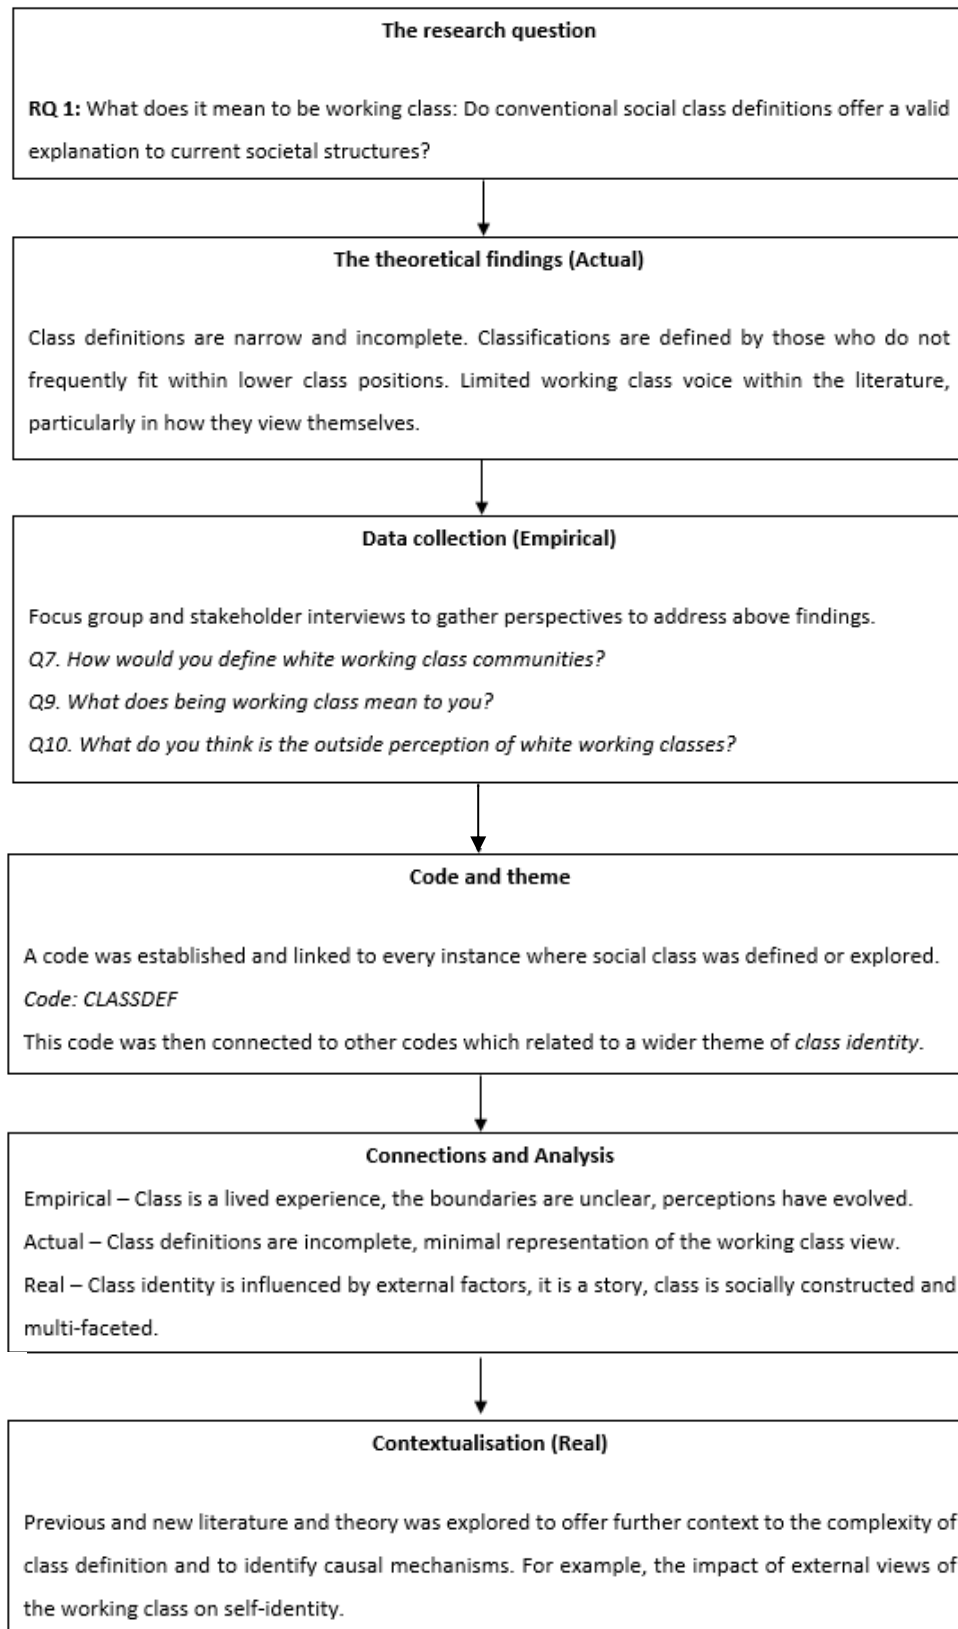 The research question
RQ 1: What does it mean to be working class: Do conventional social class definitions offer a valid
explanation to current societal structures?
The theoretical findings (Actual)
Class definitions are narrow and incomplete. Classifications are defined by those who do not
frequently fit within lower class positions. Limited working class voice within the literature,
particularly in how they view themselves.
Data collection (Empirical)
Focus group and stakeholder interviews to gather perspectives to address above findings.
Q7. How would you define white working class communities?
Q9. What does being working class mean to you?
Q10. What do you think is the outside perception of white working classes?
Code and theme
A code was established and linked to every instance where social class was defined or explored.
Code: CLASSDEF
This code was then connected to other codes which related to a wider theme of class identity.
Connections and Analysis
Empirical – Class is a lived experience, the boundaries are unclear, perceptions have evolved.
Actual – Class definitions are incomplete, minimal representation of the working class view.
Real – Class identity is influenced by external factors, it is a story, class is socially constructed and
multi-faceted.
Contextualisation (Real)
Previous and new literature and theory was explored to offer further context to the complexity of
class definition and to identify causal mechanisms. For example, the impact of external views of
the working class on self-identity.